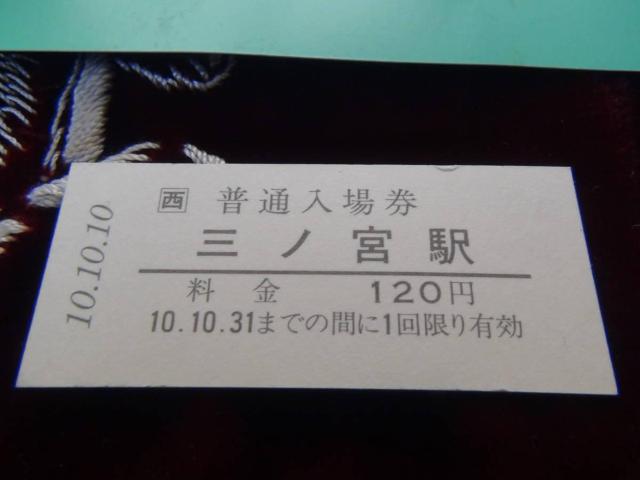 西 普通入場券
三ノ宮駅
料金 120円
10.10.31までの間に1回限り有効
10.10.10